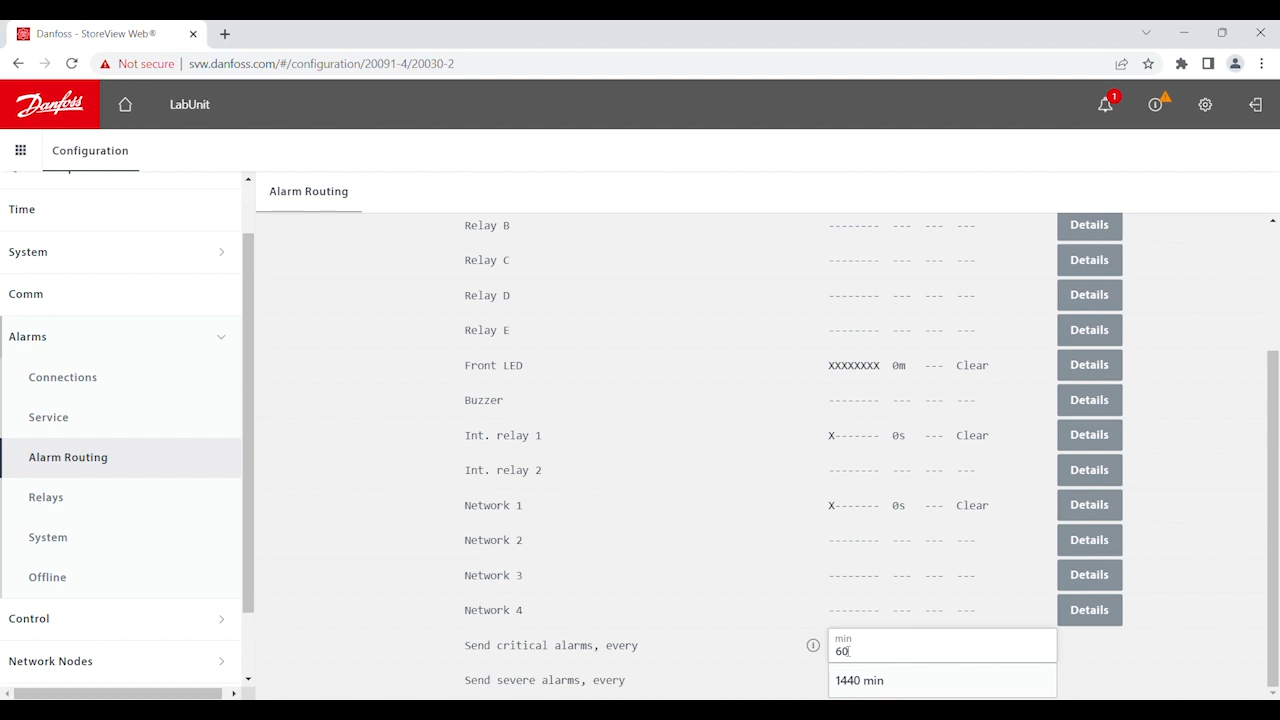 Danfoss - StoreView Web®
Not secure | svw.danfoss.com/#/configuration/20091-4/20030-2
Danfoss
LabUnit
1
Configuration
Time
System
Comm
Alarms
Connections
Service
Alarm Routing
Relays
System
Offline
Control
Network Nodes
Alarm Routing
Relay B -------- --- --- --- Details
Relay C -------- --- --- --- Details
Relay D -------- --- --- --- Details
Relay E -------- --- --- --- Details
Front LED XXXXXXXX 0m --- Clear Details
Buzzer -------- --- --- --- Details
Int. relay 1 X------- 0s --- Clear Details
Int. relay 2 -------- --- --- --- Details
Network 1 X------- 0s --- Clear Details
Network 2 -------- --- --- --- Details
Network 3 -------- --- --- --- Details
Network 4 -------- --- --- --- Details
min
Send critical alarms, every 60
Send severe alarms, every 1440 min